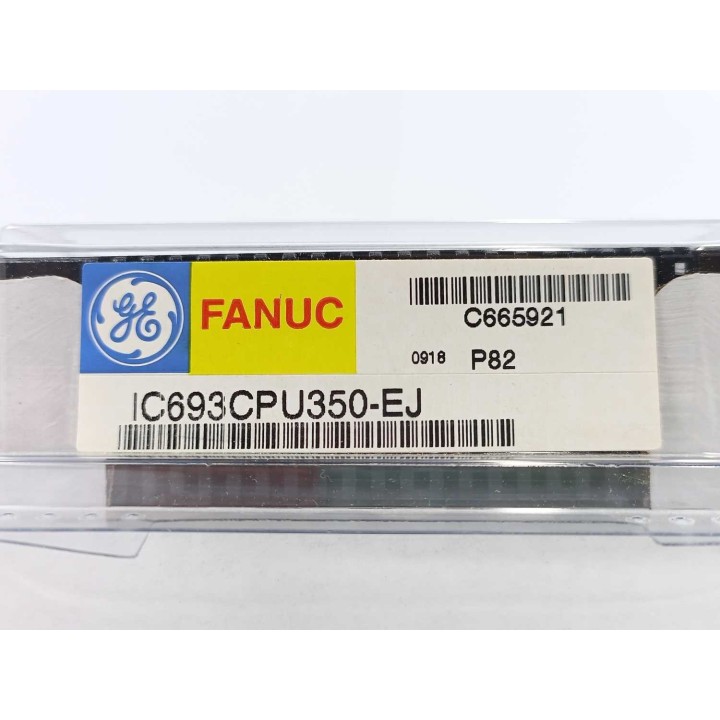 GE FANUC
C665921
0918 P82
IC693CPU350-EJ